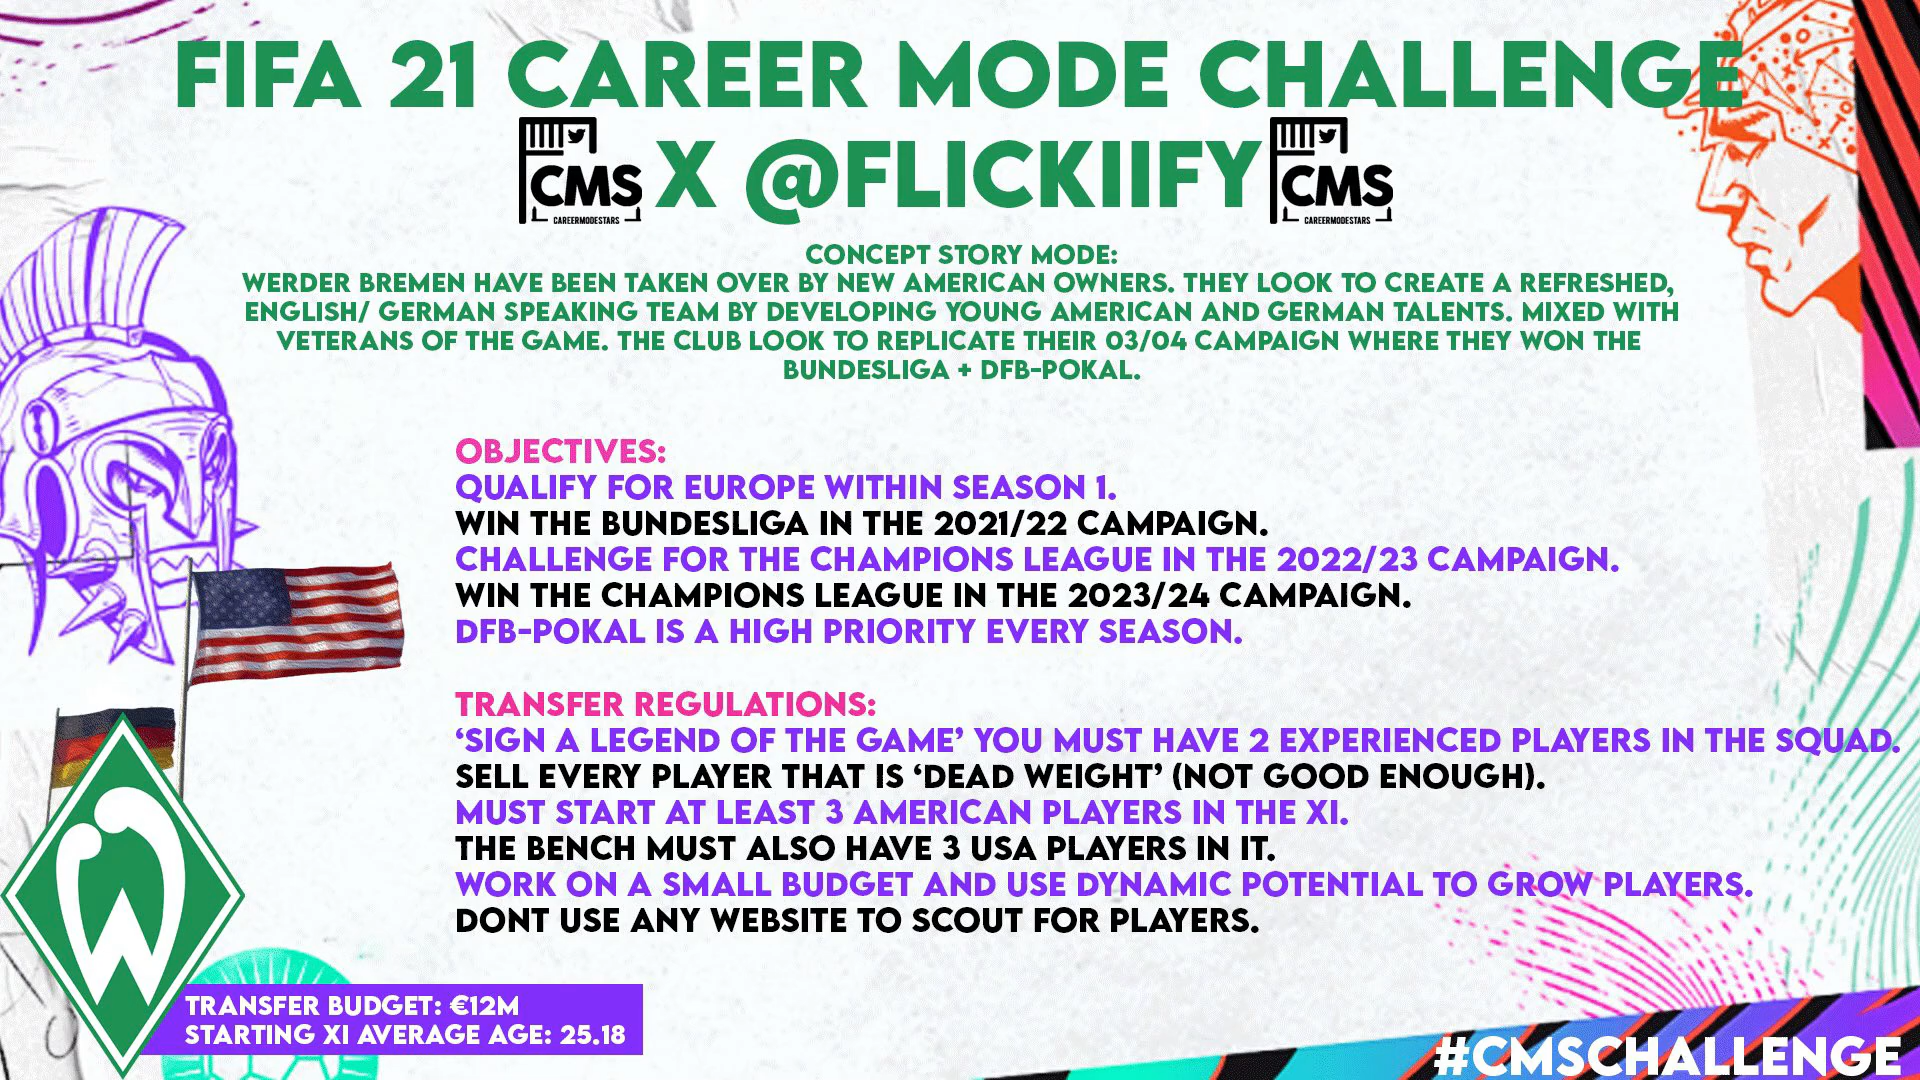 FIFA 21 CAREER MODE CHALLENGE
CMS CAREERMODESTARS X @FLICKIIFY CMS CAREERMODESTARS
CONCEPT STORY MODE:
WERDER BREMEN HAVE BEEN TAKEN OVER BY NEW AMERICAN OWNERS. THEY LOOK TO CREATE A REFRESHED,
ENGLISH/ GERMAN SPEAKING TEAM BY DEVELOPING YOUNG AMERICAN AND GERMAN TALENTS. MIXED WITH
VETERANS OF THE GAME. THE CLUB LOOK TO REPLICATE THEIR 03/04 CAMPAIGN WHERE THEY WON THE
BUNDESLIGA + DFB-POKAL.
OBJECTIVES:
QUALIFY FOR EUROPE WITHIN SEASON 1.
WIN THE BUNDESLIGA IN THE 2021/22 CAMPAIGN.
CHALLENGE FOR THE CHAMPIONS LEAGUE IN THE 2022/23 CAMPAIGN.
WIN THE CHAMPIONS LEAGUE IN THE 2023/24 CAMPAIGN.
DFB-POKAL IS A HIGH PRIORITY EVERY SEASON.
TRANSFER REGULATIONS:
‘SIGN A LEGEND OF THE GAME’ YOU MUST HAVE 2 EXPERIENCED PLAYERS IN THE SQUAD.
SELL EVERY PLAYER THAT IS ‘DEAD WEIGHT’ (NOT GOOD ENOUGH).
MUST START AT LEAST 3 AMERICAN PLAYERS IN THE XI.
THE BENCH MUST ALSO HAVE 3 USA PLAYERS IN IT.
WORK ON A SMALL BUDGET AND USE DYNAMIC POTENTIAL TO GROW PLAYERS.
DONT USE ANY WEBSITE TO SCOUT FOR PLAYERS.
W
TRANSFER BUDGET: €12M
STARTING XI AVERAGE AGE: 25.18
#CMSCHALLENGE